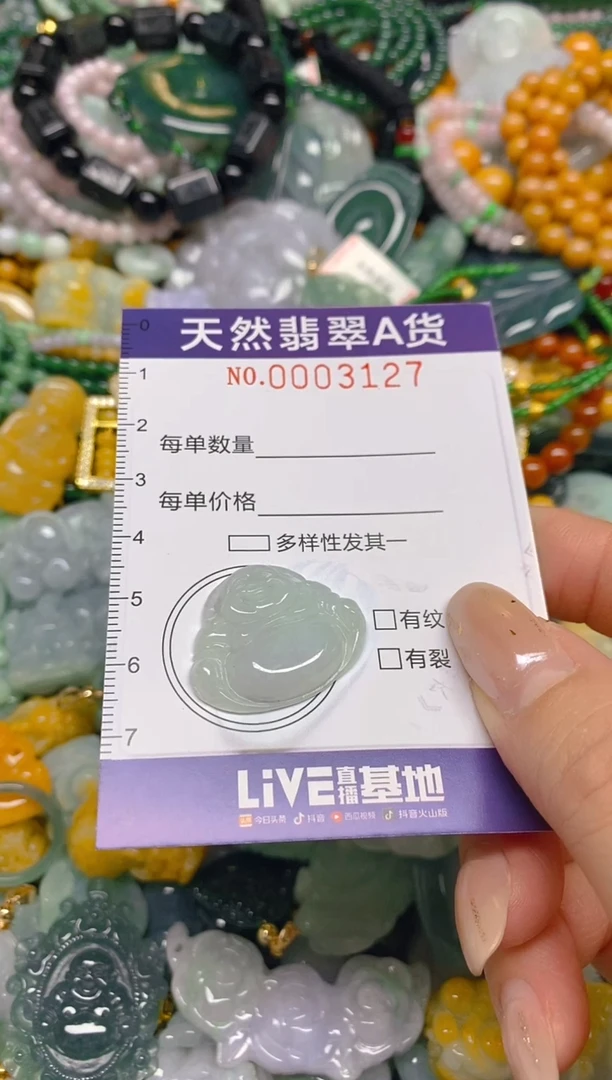 天然翡翠A货
NO.0003127
每单数量
每单价格
多样性发其一
有纹
有裂
0
1
2
3
4
5
6
7
LiVE直播基地
今日头条 抖音 西瓜视频 抖音火山版